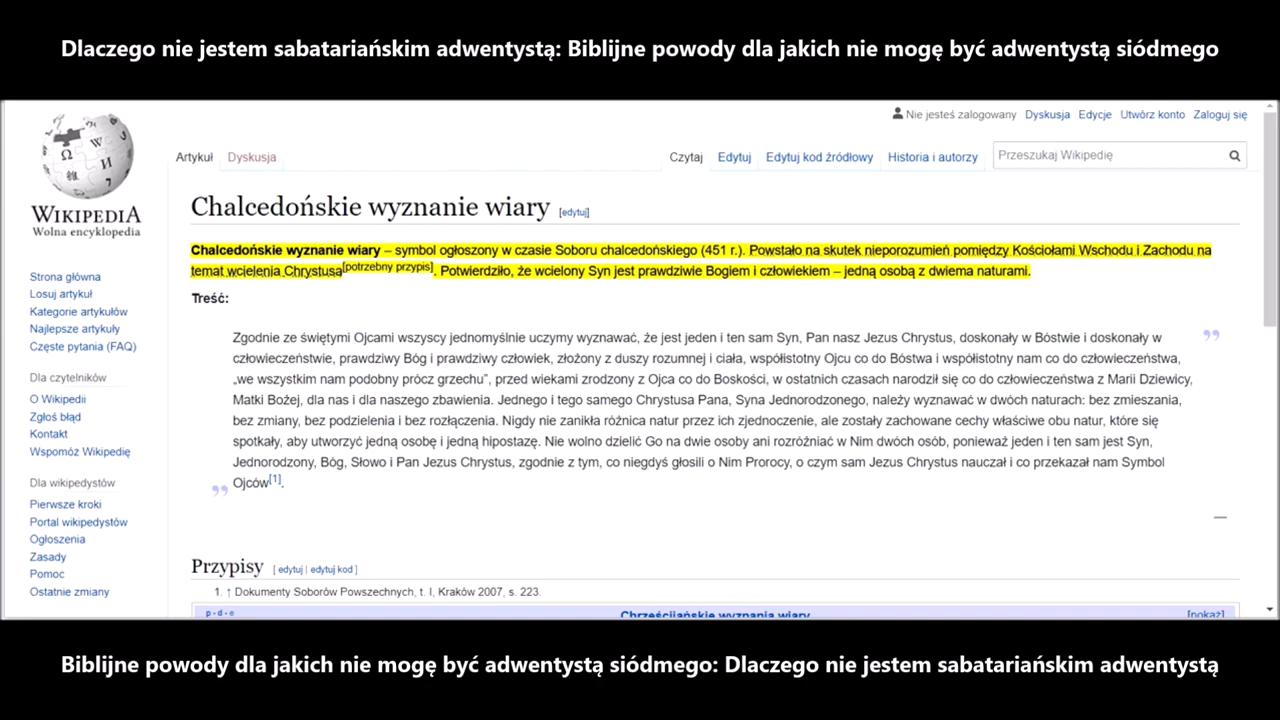 Dlaczego nie jestem sabatariańskim adwentystą: Biblijne powody dla jakich nie mogę być adwentystą siódmego
Nie jesteś zalogowany Dyskusja Edycje Utwórz konto Zaloguj się
Artykuł Dyskusja Czytaj Edytuj Edytuj kod źródłowy Historia i autorzy Przeszukaj Wikipedię
WIKIPEDIA
Wolna encyklopedia
Strona główna
Losuj artykuł
Kategorie artykułów
Najlepsze artykuły
Częste pytania (FAQ)
Dla czytelników
O Wikipedii
Zgłoś błąd
Kontakt
Wspomóż Wikipedię
Dla wikipedystów
Pierwsze kroki
Portal wikipedystów
Ogłoszenia
Zasady
Pomoc
Ostatnie zmiany
Chalcedońskie wyznanie wiary [edytuj]
Chalcedońskie wyznanie wiary – symbol ogłoszony w czasie Soboru chalcedońskiego (451 r.). Powstało na skutek nieporozumień pomiędzy Kościołami Wschodu i Zachodu na
temat wcielenia Chrystusa[potrzebny przypis]. Potwierdziło, że wcielony Syn jest prawdziwie Bogiem i człowiekiem – jedną osobą z dwiema naturami.
Treść:
Zgodnie ze świętymi Ojcami wszyscy jednomyślnie uczymy wyznawać, że jest jeden i ten sam Syn, Pan nasz Jezus Chrystus, doskonały w Bóstwie i doskonały w
człowieczeństwie, prawdziwy Bóg i prawdziwy człowiek, złożony z duszy rozumnej i ciała, współistotny Ojcu co do Bóstwa i współistotny nam co do człowieczeństwa,
„we wszystkim nam podobny prócz grzechu”, przed wiekami zrodzony z Ojca co do Boskości, w ostatnich czasach narodził się co do człowieczeństwa z Marii Dziewicy,
Matki Bożej, dla nas i dla naszego zbawienia. Jednego i tego samego Chrystusa Pana, Syna Jednorodzonego, należy wyznawać w dwóch naturach: bez zmieszania,
bez zmiany, bez podzielenia i bez rozłączenia. Nigdy nie zanikła różnica natur przez ich zjednoczenie, ale zostały zachowane cechy właściwe obu natur, które się
spotkały, aby utworzyć jedną osobę i jedną hipostazę. Nie wolno dzielić Go na dwie osoby ani rozróżniać w Nim dwóch osób, ponieważ jeden i ten sam jest Syn,
Jednorodzony, Bóg, Słowo i Pan Jezus Chrystus, zgodnie z tym, co niegdyś głosili o Nim Prorocy, o czym sam Jezus Chrystus nauczał i co przekazał nam Symbol
Ojców[1].
—
Przypisy [ edytuj | edytuj kod ]
1. ↑ Dokumenty Soborów Powszechnych, t. I, Kraków 2007, s. 223.
p · d · e Chrześcijańskie wyznania wiary [pokaż]
Biblijne powody dla jakich nie mogę być adwentystą siódmego: Dlaczego nie jestem sabatariańskim adwentystą